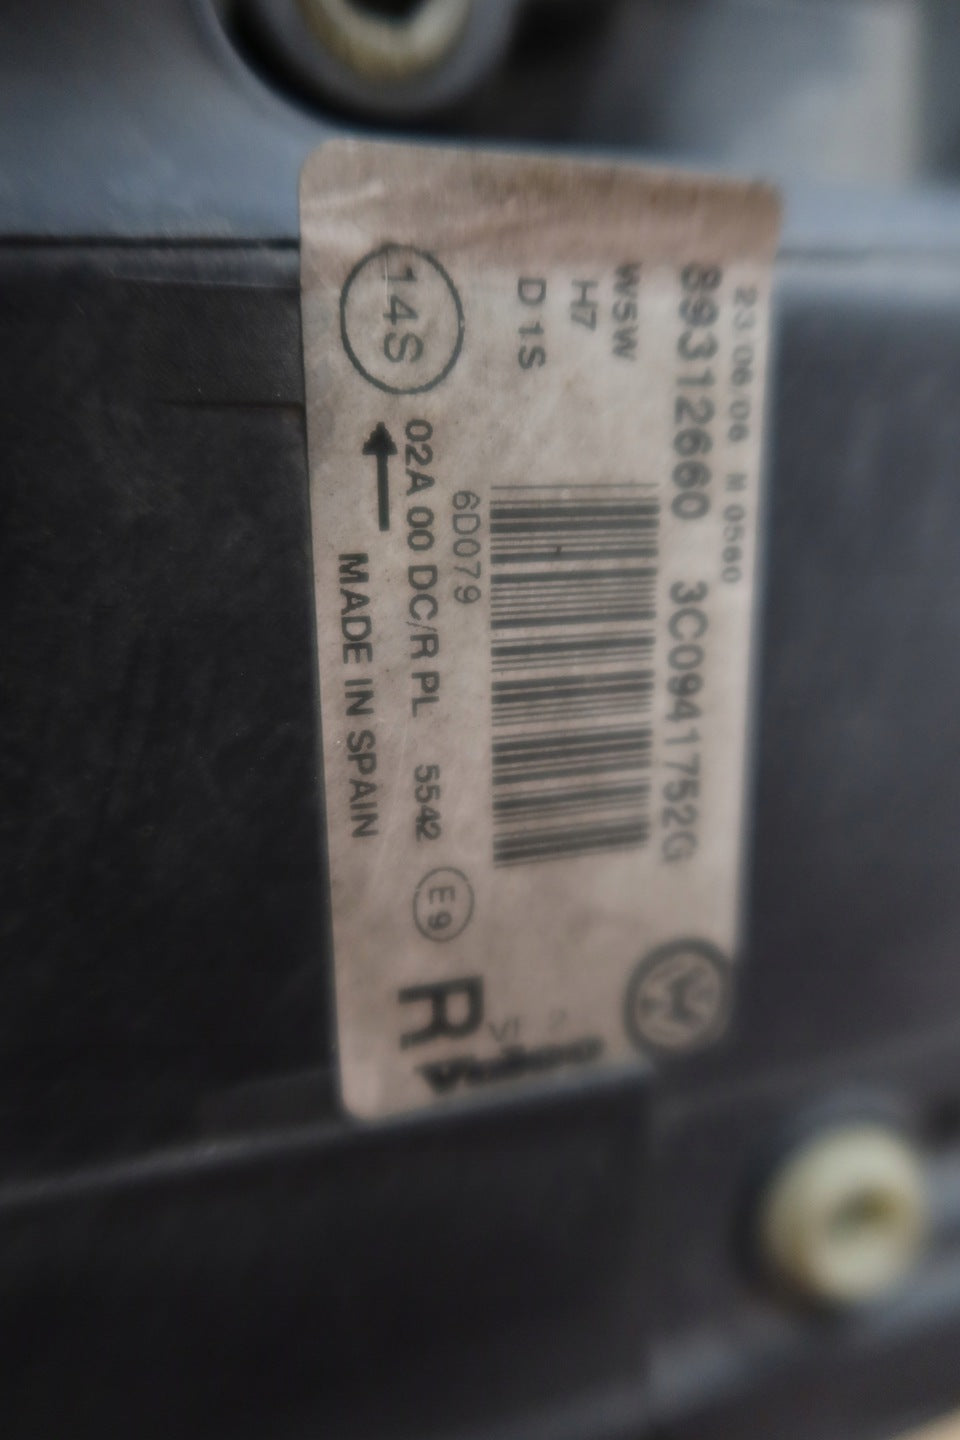 23 06 06 N 0560
89312660 3C0941752G
W5W
H7
D1S
6D079
14S
02A 00 DC/R PL 5542 E9
MADE IN SPAIN
R
Valeo